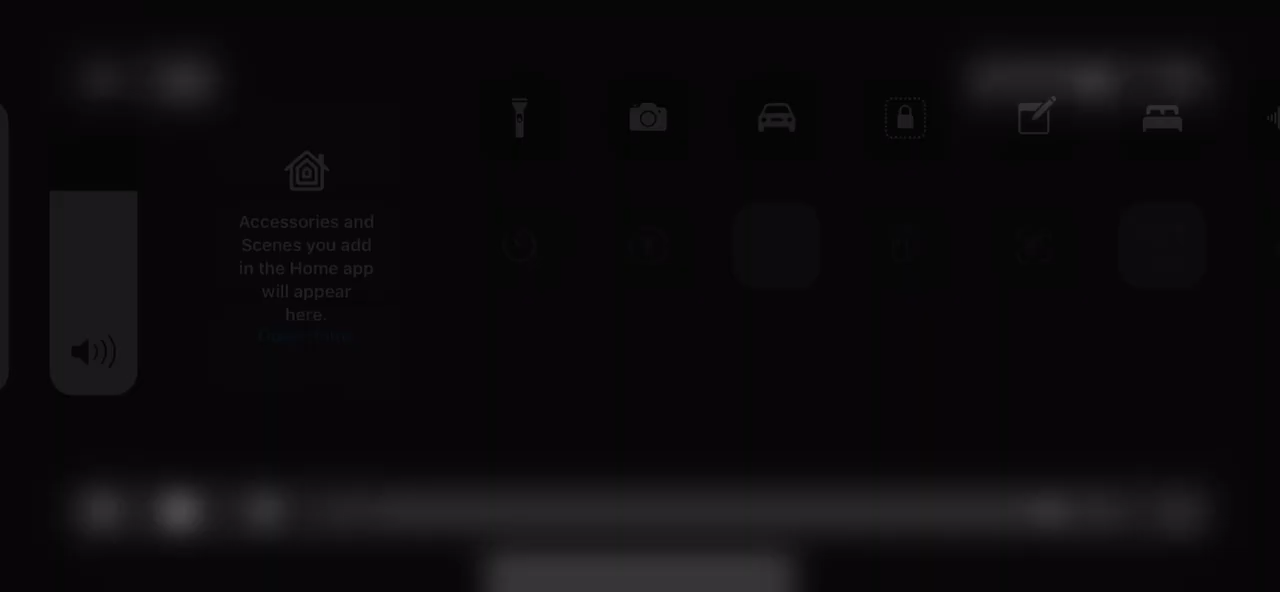 Accessories and
Scenes you add
in the Home app
will appear
here.